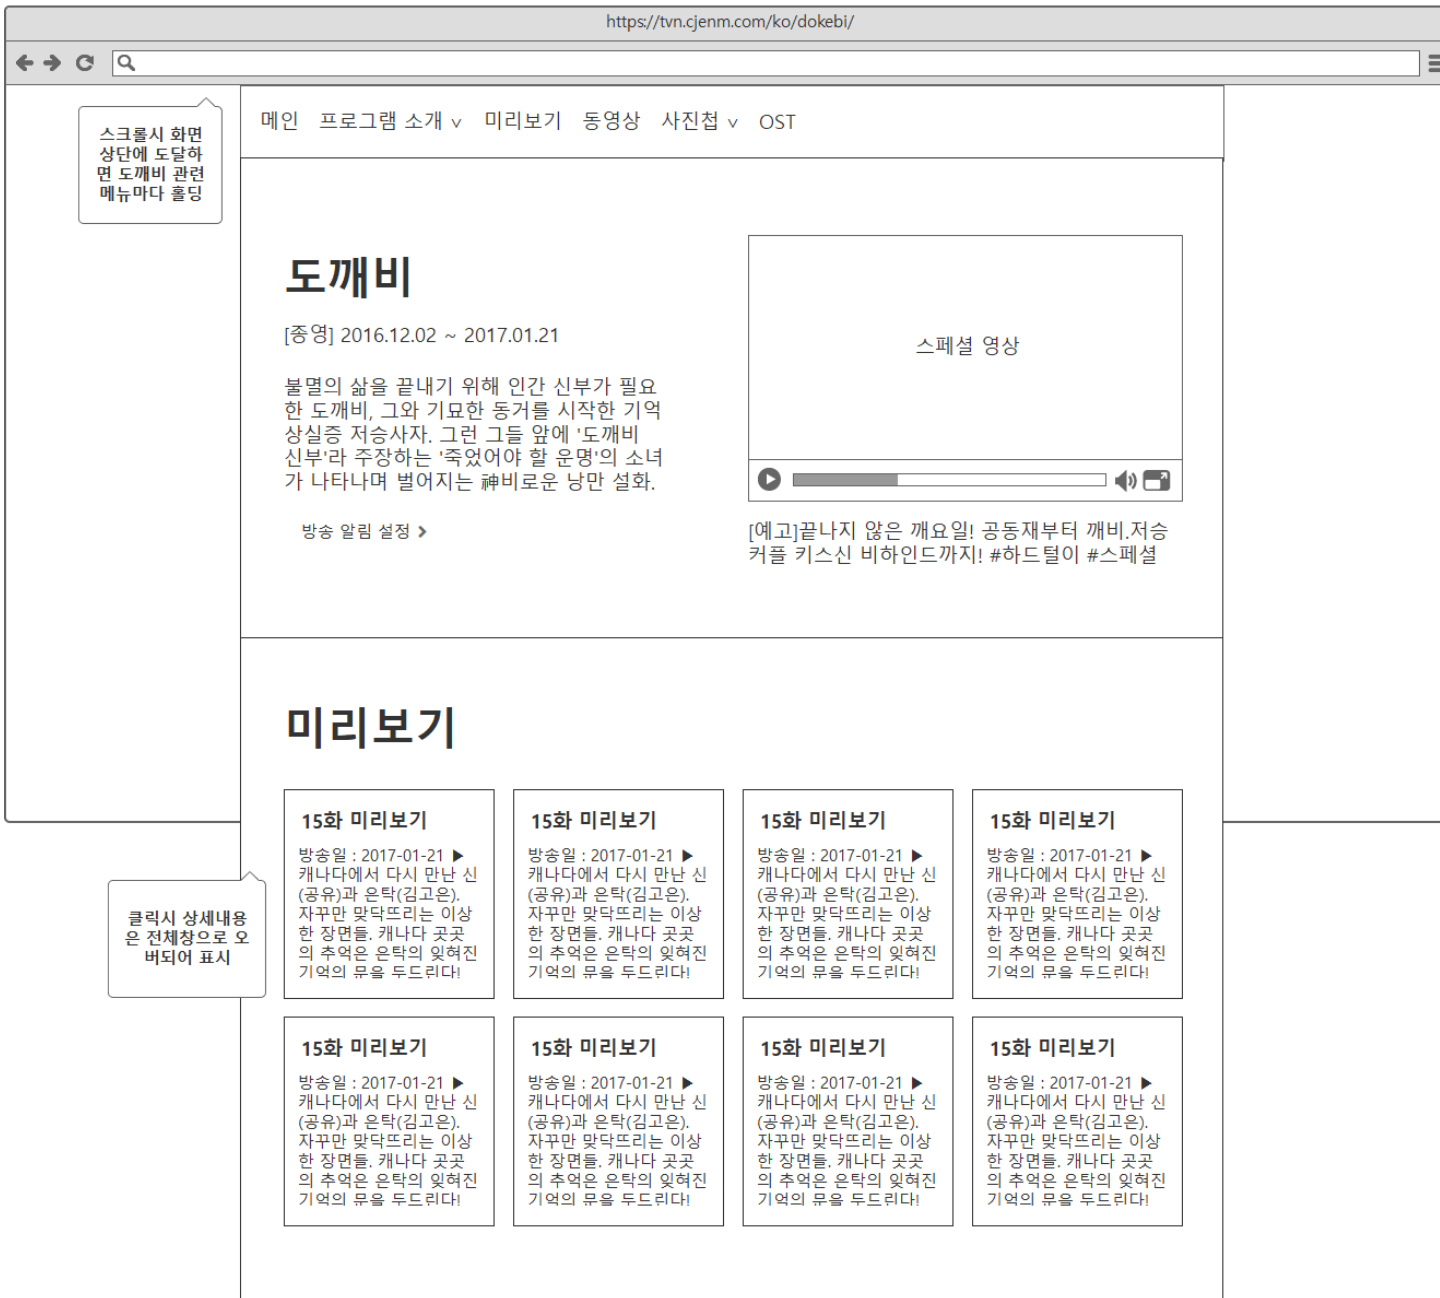 https://tvn.cjenm.com/ko/dokebi/
스크롤시 화면
상단에 도달하
면 도깨비 관련
메뉴마다 홀딩
메인 프로그램 소개 ∨ 미리보기 동영상 사진첩 ∨ OST
도깨비
[종영] 2016.12.02 ~ 2017.01.21
불멸의 삶을 끝내기 위해 인간 신부가 필요
한 도깨비, 그와 기묘한 동거를 시작한 기억
상실증 저승사자. 그런 그들 앞에 '도깨비
신부'라 주장하는 '죽었어야 할 운명'의 소녀
가 나타나며 벌어지는 神비로운 낭만 설화.
방송 알림 설정
스페셜 영상
[예고]끝나지 않은 깨요일! 공동재부터 깨비.저승
커플 키스신 비하인드까지! #하드털이 #스페셜
미리보기
클릭시 상세내용
은 전체창으로 오
버되어 표시
15화 미리보기
방송일 : 2017-01-21 ▶
캐나다에서 다시 만난 신
(공유)과 은탁(김고은).
자꾸만 맞닥뜨리는 이상
한 장면들. 캐나다 곳곳
의 추억은 은탁의 잊혀진
기억의 문을 두드린다!
15화 미리보기
방송일 : 2017-01-21 ▶
캐나다에서 다시 만난 신
(공유)과 은탁(김고은).
자꾸만 맞닥뜨리는 이상
한 장면들. 캐나다 곳곳
의 추억은 은탁의 잊혀진
기억의 문을 두드린다!
15화 미리보기
방송일 : 2017-01-21 ▶
캐나다에서 다시 만난 신
(공유)과 은탁(김고은).
자꾸만 맞닥뜨리는 이상
한 장면들. 캐나다 곳곳
의 추억은 은탁의 잊혀진
기억의 문을 두드린다!
15화 미리보기
방송일 : 2017-01-21 ▶
캐나다에서 다시 만난 신
(공유)과 은탁(김고은).
자꾸만 맞닥뜨리는 이상
한 장면들. 캐나다 곳곳
의 추억은 은탁의 잊혀진
기억의 문을 두드린다!
15화 미리보기
방송일 : 2017-01-21 ▶
캐나다에서 다시 만난 신
(공유)과 은탁(김고은).
자꾸만 맞닥뜨리는 이상
한 장면들. 캐나다 곳곳
의 추억은 은탁의 잊혀진
기억의 문을 두드린다!
15화 미리보기
방송일 : 2017-01-21 ▶
캐나다에서 다시 만난 신
(공유)과 은탁(김고은).
자꾸만 맞닥뜨리는 이상
한 장면들. 캐나다 곳곳
의 추억은 은탁의 잊혀진
기억의 문을 두드린다!
15화 미리보기
방송일 : 2017-01-21 ▶
캐나다에서 다시 만난 신
(공유)과 은탁(김고은).
자꾸만 맞닥뜨리는 이상
한 장면들. 캐나다 곳곳
의 추억은 은탁의 잊혀진
기억의 문을 두드린다!
15화 미리보기
방송일 : 2017-01-21 ▶
캐나다에서 다시 만난 신
(공유)과 은탁(김고은).
자꾸만 맞닥뜨리는 이상
한 장면들. 캐나다 곳곳
의 추억은 은탁의 잊혀진
기억의 문을 두드린다!